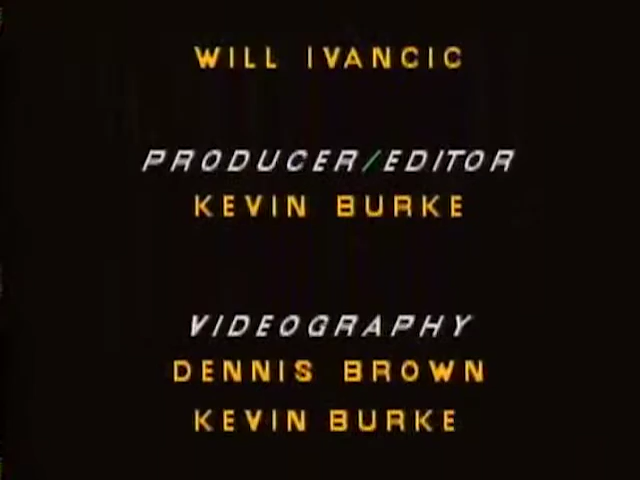 WILL IVANCIC
PRODUCER/EDITOR
KEVIN BURKE
VIDEOGRAPHY
DENNIS BROWN
KEVIN BURKE